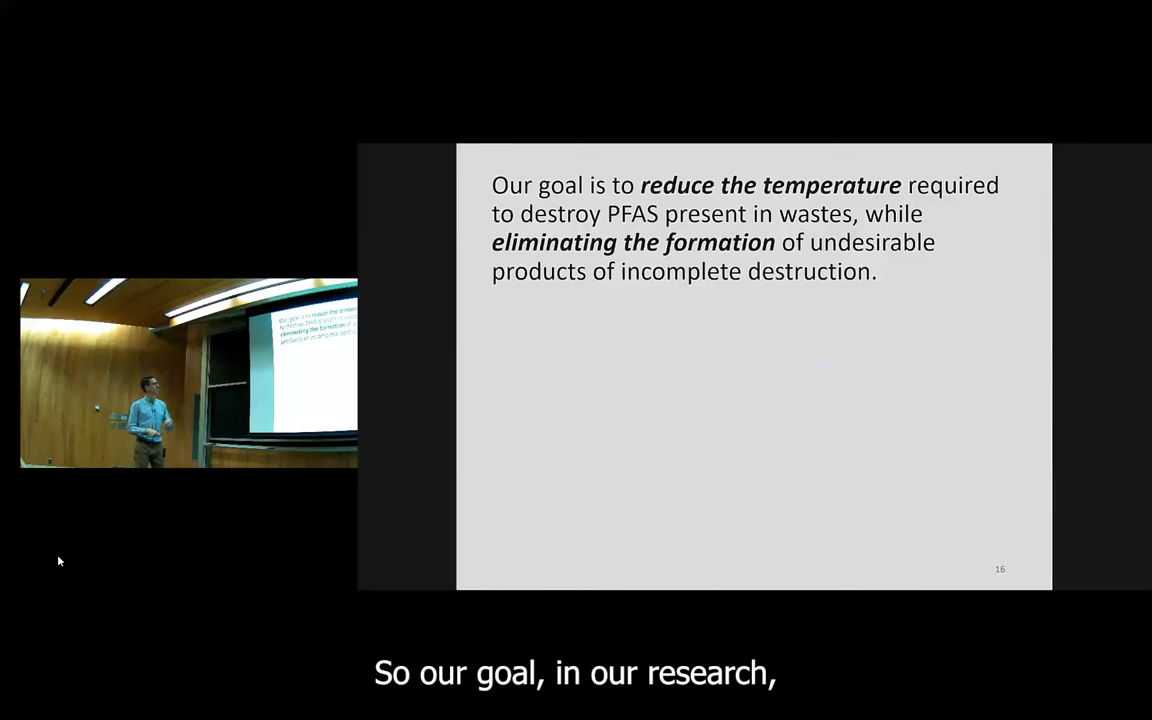 Our goal is to reduce the temperature required
to destroy PFAS present in wastes, while
eliminating the formation of undesirable
products of incomplete destruction.
16
So our goal, in our research,